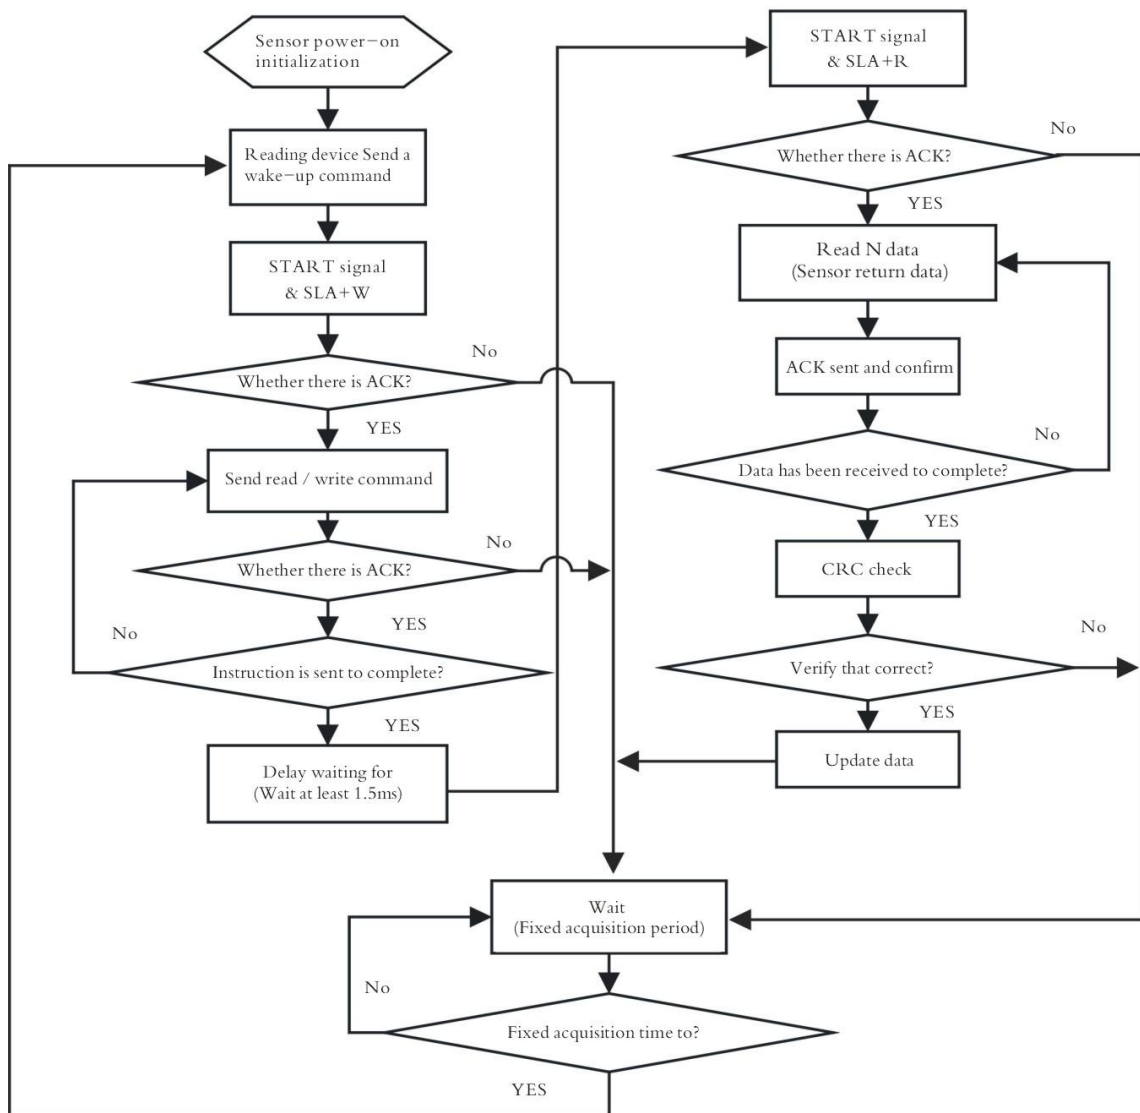 Sensor power-on
initialization
Reading device Send a
wake-up command
START signal
& SLA+W
Whether there is ACK?
No
YES
Send read / write command
Whether there is ACK?
No
YES
Instruction is sent to complete?
No
YES
Delay waiting for
(Wait at least 1.5ms)
START signal
& SLA+R
Whether there is ACK?
No
YES
Read N data
(Sensor return data)
ACK sent and confirm
Data has been received to complete?
No
YES
CRC check
Verify that correct?
No
YES
Update data
Wait
(Fixed acquisition period)
Fixed acquisition time to?
No
YES